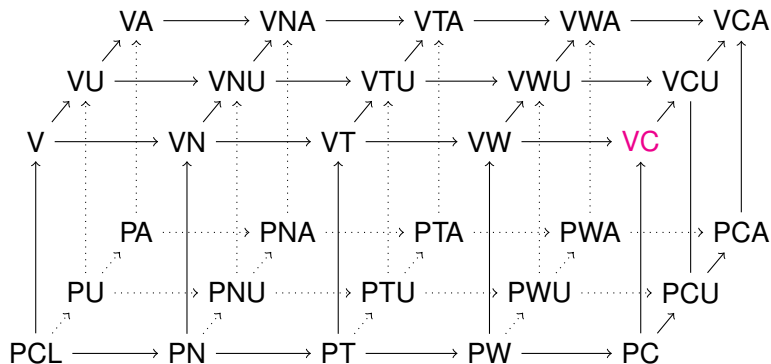 VA VNA VTA VWA VCA
VU VNU VTU VWU VCU
V VN VT VW VC
PA PNA PTA PWA PCA
PU PNU PTU PWU PCU
PCL PN PT PW PC